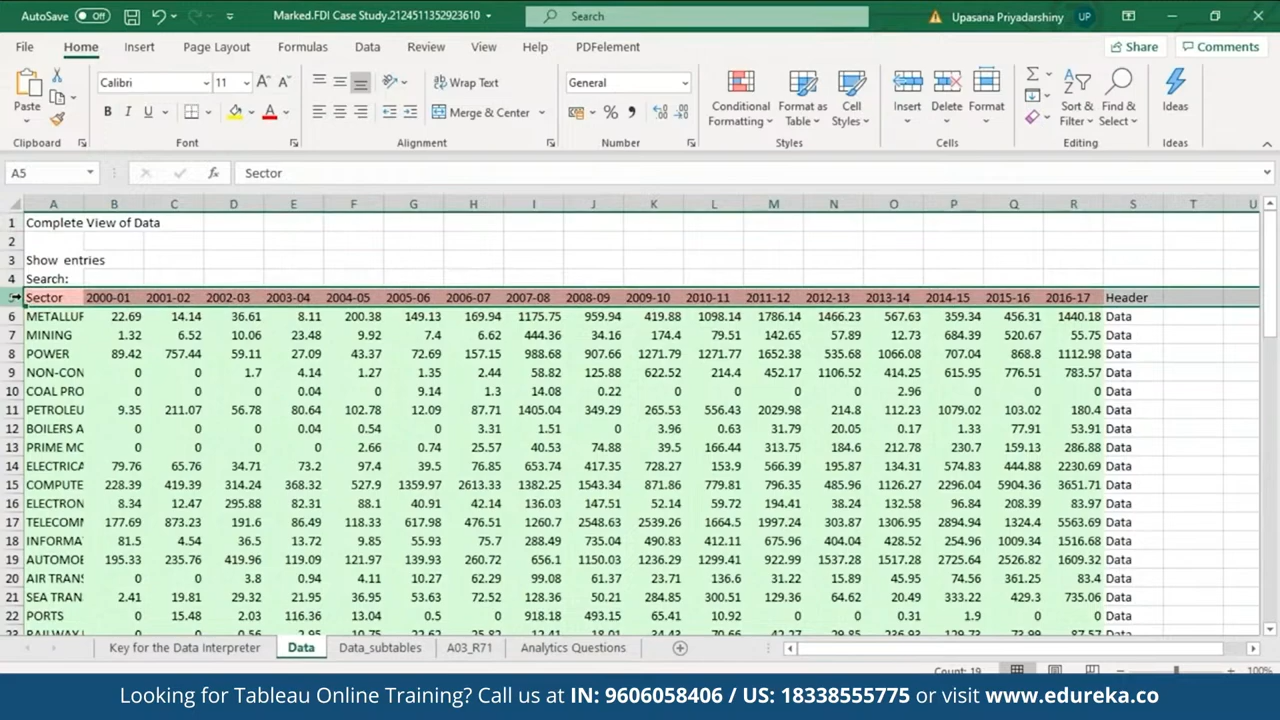 AutoSave Off Marked.FDI Case Study.2124511352923610 Search Upasana Priyadarshiny UP
File Home Insert Page Layout Formulas Data Review View Help PDFelement Share Comments
Paste Calibri 11 Wrap Text General Conditional Formatting Format as Table Cell Styles Insert Delete Format Sort & Filter Find & Select Ideas
B I U Merge & Center
Clipboard Font Alignment Number Styles Cells Editing Ideas
A5 fx Sector
A B C D E F G H I J K L M N O P Q R S T U
1 Complete View of Data
2
3 Show entries
4 Search:
5 Sector 2000-01 2001-02 2002-03 2003-04 2004-05 2005-06 2006-07 2007-08 2008-09 2009-10 2010-11 2011-12 2012-13 2013-14 2014-15 2015-16 2016-17 Header
6 METALLUR 22.69 14.14 36.61 8.11 200.38 149.13 169.94 1175.75 959.94 419.88 1098.14 1786.14 1466.23 567.63 359.34 456.31 1440.18 Data
7 MINING 1.32 6.52 10.06 23.48 9.92 7.4 6.62 444.36 34.16 174.4 79.51 142.65 57.89 12.73 684.39 520.67 55.75 Data
8 POWER 89.42 757.44 59.11 27.09 43.37 72.69 157.15 988.68 907.66 1271.79 1271.77 1652.38 535.68 1066.08 707.04 868.8 1112.98 Data
9 NON-CON 0 0 1.7 4.14 1.27 1.35 2.44 58.82 125.88 622.52 214.4 452.17 1106.52 414.25 615.95 776.51 783.57 Data
10 COAL PRO 0 0 0 0.04 0 9.14 1.3 14.08 0.22 0 0 0 0 2.96 0 0 0 Data
11 PETROLEU 9.35 211.07 56.78 80.64 102.78 12.09 87.71 1405.04 349.29 265.53 556.43 2029.98 214.8 112.23 1079.02 103.02 180.4 Data
12 BOILERS A 0 0 0 0.04 0.54 0 3.31 1.51 0 3.96 0.63 31.79 20.05 0.17 1.33 77.91 53.91 Data
13 PRIME MC 0 0 0 0 2.66 0.74 25.57 40.53 74.88 39.5 166.44 313.75 184.6 212.78 230.7 159.13 286.88 Data
14 ELECTRICA 79.76 65.76 34.71 73.2 97.4 39.5 76.85 653.74 417.35 728.27 153.9 566.39 195.87 134.31 574.83 444.88 2230.69 Data
15 COMPUTE 228.39 419.39 314.24 368.32 527.9 1359.97 2613.33 1382.25 1543.34 871.86 779.81 796.35 485.96 1126.27 2296.04 5904.36 3651.71 Data
16 ELECTRON 8.34 12.47 295.88 82.31 88.1 40.91 42.14 136.03 147.51 52.14 59.72 194.41 38.24 132.58 96.84 208.39 83.97 Data
17 TELECOMM 177.69 873.23 191.6 86.49 118.33 617.98 476.51 1260.7 2548.63 2539.26 1664.5 1997.24 303.87 1306.95 2894.94 1324.4 5563.69 Data
18 INFORMA 81.5 4.54 36.5 13.72 9.85 55.93 75.7 288.49 735.04 490.83 412.11 675.96 404.04 428.52 254.96 1009.34 1516.68 Data
19 AUTOMOB 195.33 235.76 419.96 119.09 121.97 139.93 260.72 656.1 1150.03 1236.29 1299.41 922.99 1537.28 1517.28 2725.64 2526.82 1609.32 Data
20 AIR TRANS 0 0 3.8 0.94 4.11 10.27 62.29 99.08 61.37 23.71 136.6 31.22 15.89 45.95 74.56 361.25 83.4 Data
21 SEA TRAN 2.41 19.81 29.32 21.95 36.95 53.63 72.52 128.36 50.21 284.85 300.51 129.36 64.62 20.49 333.22 429.3 735.06 Data
22 PORTS 0 15.48 2.03 116.36 13.04 0.5 0 918.18 493.15 65.41 10.92 0 0 0.31 1.9 0 0 Data
Key for the Data Interpreter Data Data_subtables A03_R71 Analytics Questions
Count: 19 100%
Looking for Tableau Online Training? Call us at IN: 9606058406 / US: 18338555775 or visit www.edureka.co